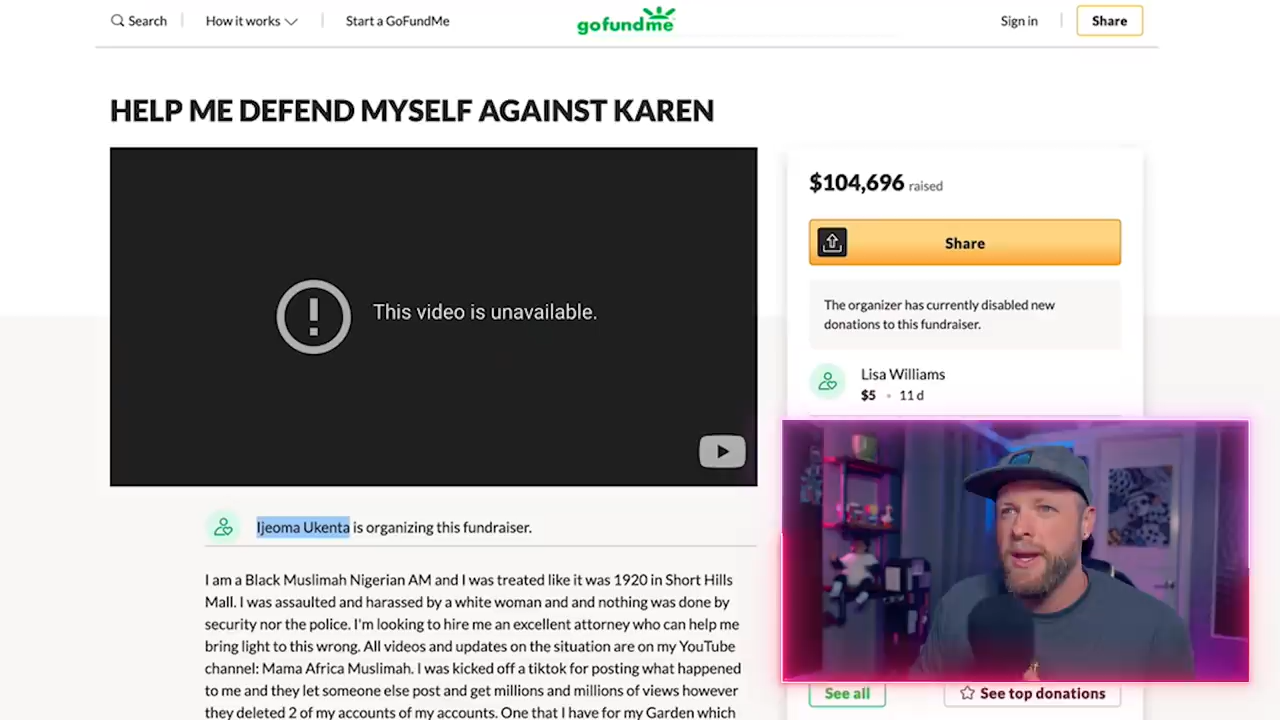 Search
How it works
Start a GoFundMe
gofundme
Sign in
Share
HELP ME DEFEND MYSELF AGAINST KAREN
This video is unavailable.
$104,696 raised
Share
The organizer has currently disabled new
donations to this fundraiser.
Lisa Williams
$5 • 11 d
Ijeoma Ukenta is organizing this fundraiser.
I am a Black Muslimah Nigerian AM and I was treated like it was 1920 in Short Hills
Mall. I was assaulted and harassed by a white woman and and nothing was done by
security nor the police. I'm looking to hire me an excellent attorney who can help me
bring light to this wrong. All videos and updates on the situation are on my YouTube
channel: Mama Africa Muslimah. I was kicked off a tiktok for posting what happened
to me and they let someone else post and get millions and millions of views however
they deleted 2 of my accounts of my accounts. One that I have for my Garden which
See all
See top donations